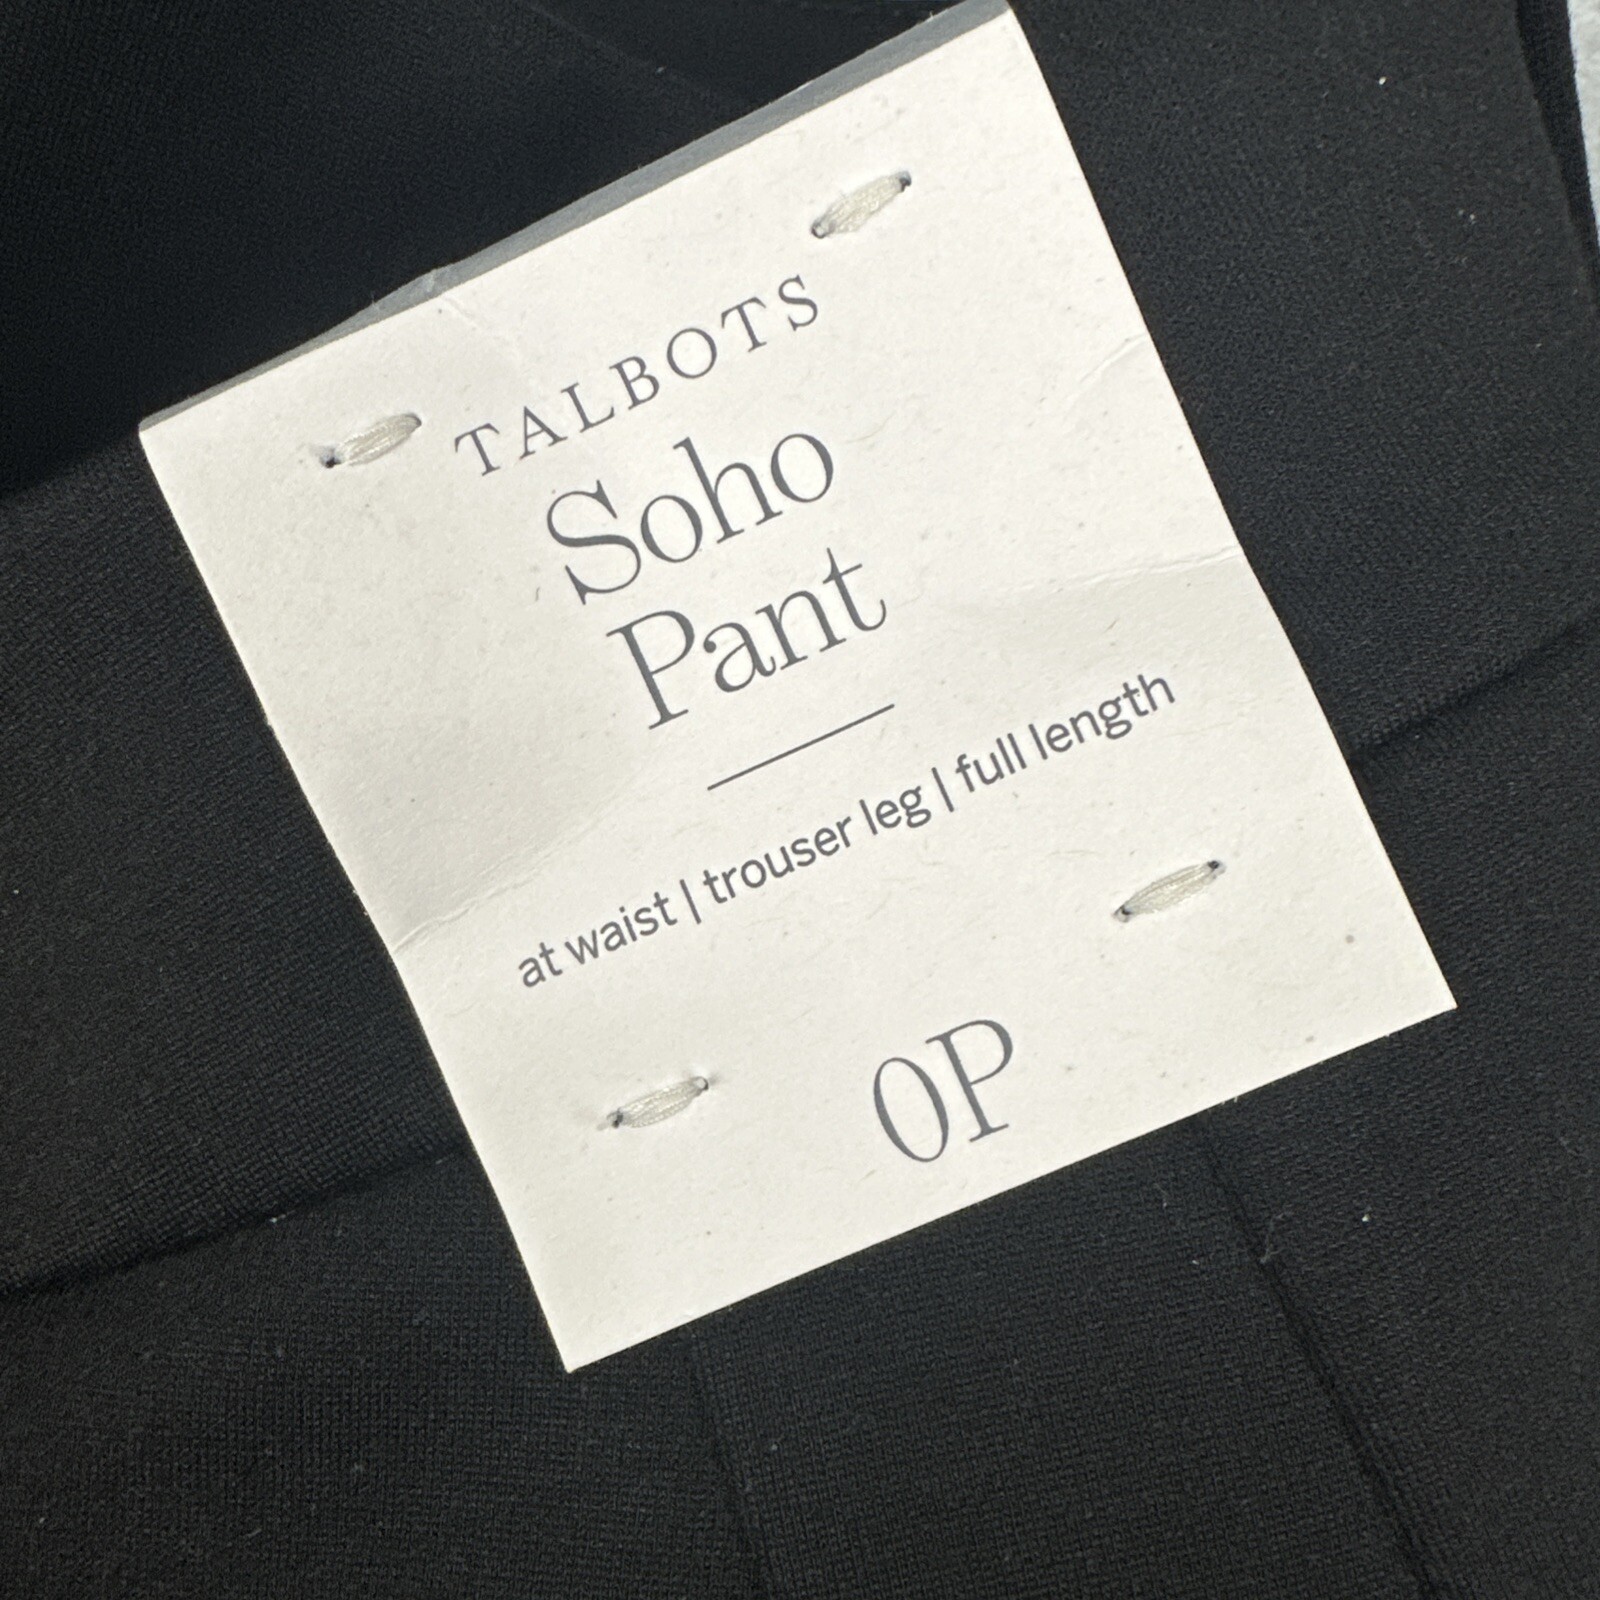 TALBOTS
Soho
Pant
at waist | trouser leg | full length
0P